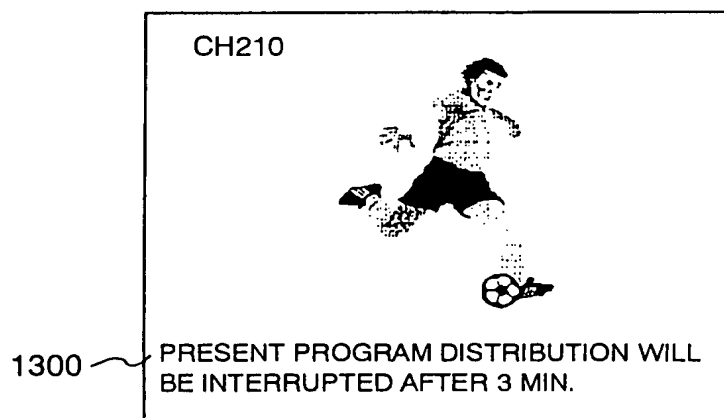 CH210
1300
PRESENT PROGRAM DISTRIBUTION WILL
BE INTERRUPTED AFTER 3 MIN.